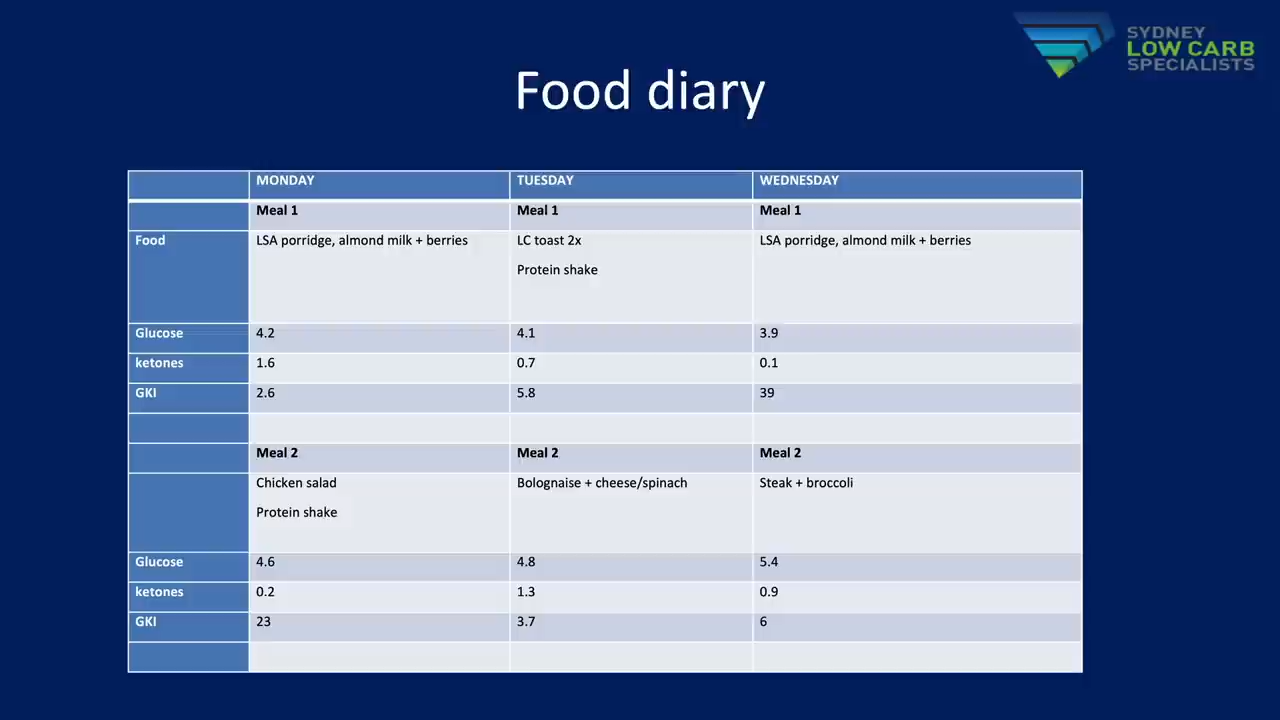 SYDNEY
LOW CARB
SPECIALISTS
Food diary
MONDAY TUESDAY WEDNESDAY
Meal 1 Meal 1 Meal 1
Food LSA porridge, almond milk + berries LC toast 2x LSA porridge, almond milk + berries
Protein shake
Glucose 4.2 4.1 3.9
ketones 1.6 0.7 0.1
GKI 2.6 5.8 39
Meal 2 Meal 2 Meal 2
Chicken salad Bolognaise + cheese/spinach Steak + broccoli
Protein shake
Glucose 4.6 4.8 5.4
ketones 0.2 1.3 0.9
GKI 23 3.7 6